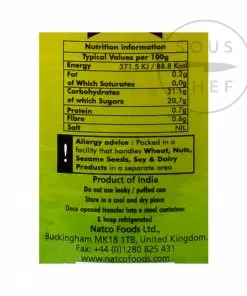 SOUS
CHEF
Nutrition information
Typical Values per 100g
Energy 371.5 KJ / 88.8 kcal
Fat 0.2g
of Which Saturates 0.0g
Carbohydrates 21.1g
of which Sugars 20.7g
Protein 0.7g
Fibre 0.6g
Salt NIL
! Allergy advice : Packed in a
facility that handles Wheat, Nuts,
Sesame Seeds, Soy & Dairy
Products in a separate area
Product of India
Do not use leaky / puffed can
Store in a cool and dry place
Once opened transfer into a steel container
& keep refrigerated
Natco Foods Ltd.,
Buckingham MK18 1TB, United Kingdom.
Fax: +44 (0)1280 825 431
www.natcofoods.com